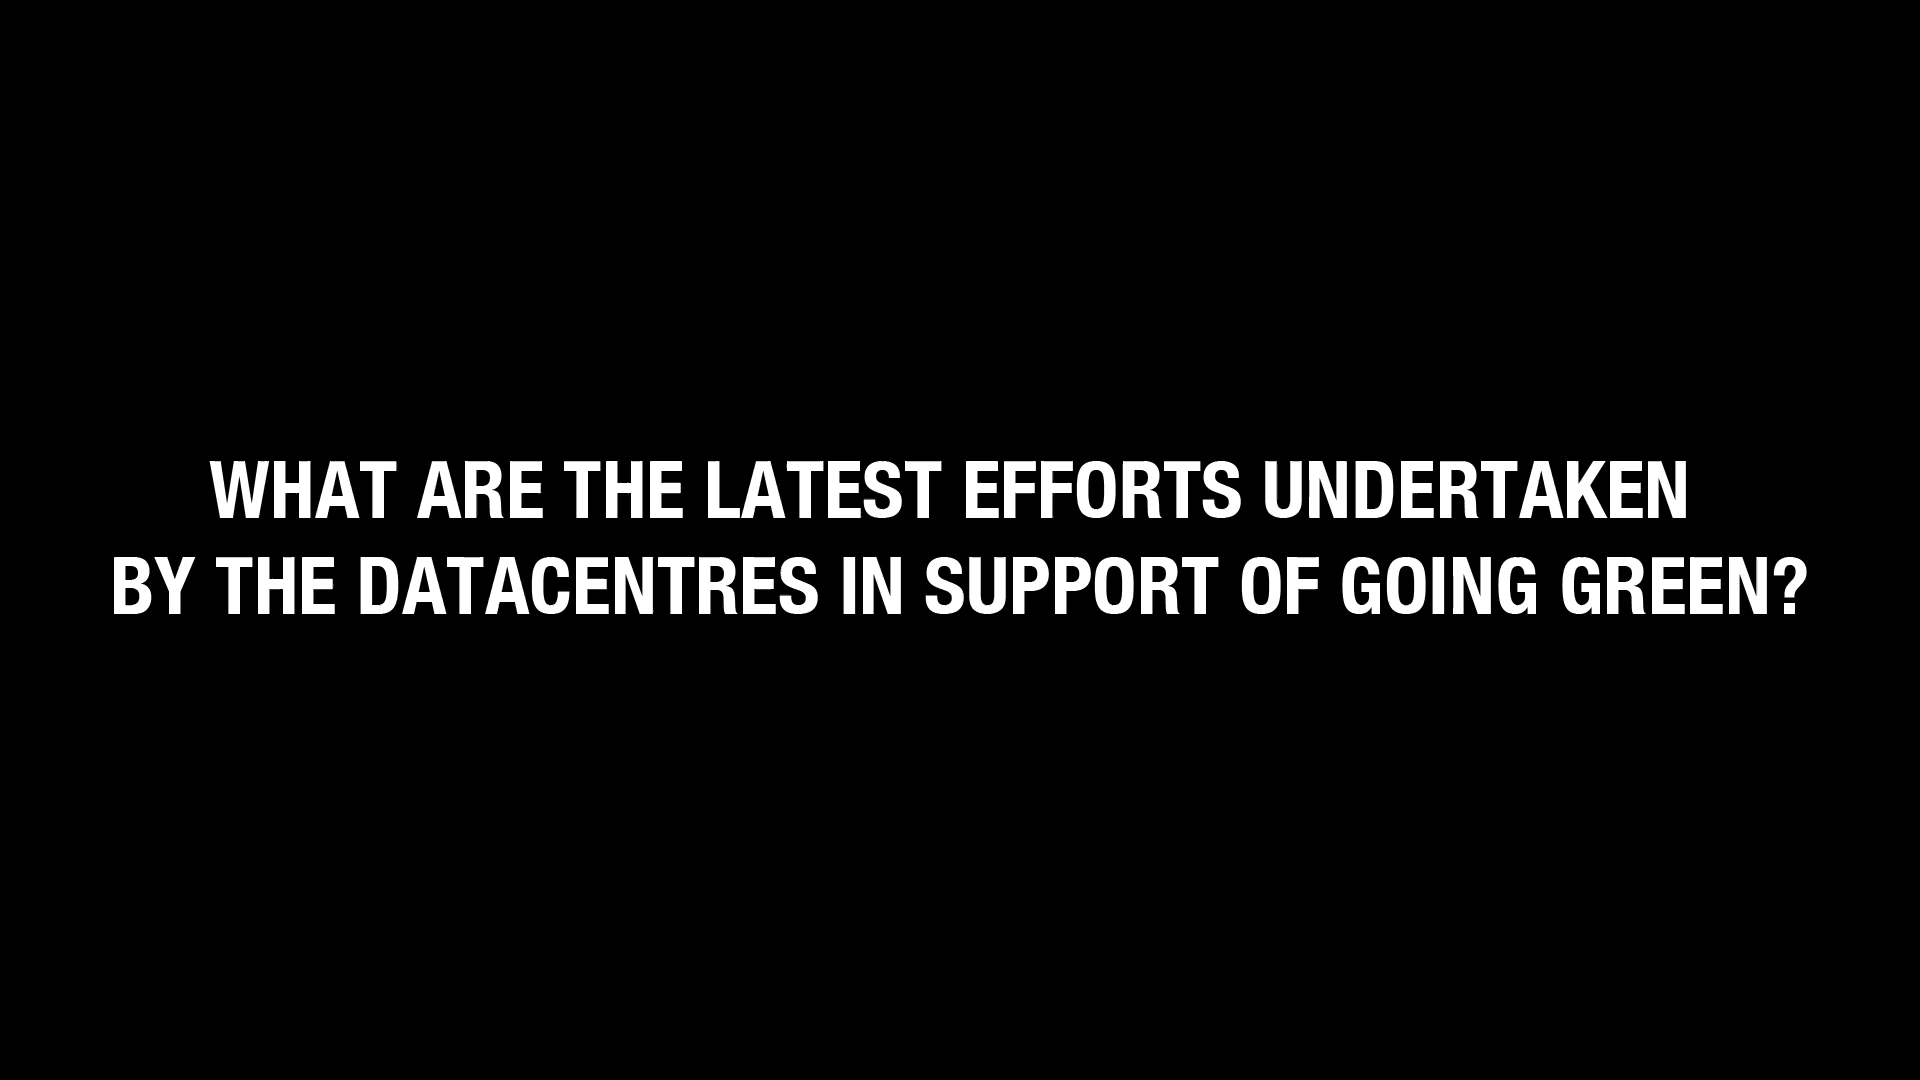 WHAT ARE THE LATEST EFFORTS UNDERTAKEN
BY THE DATACENTRES IN SUPPORT OF GOING GREEN?